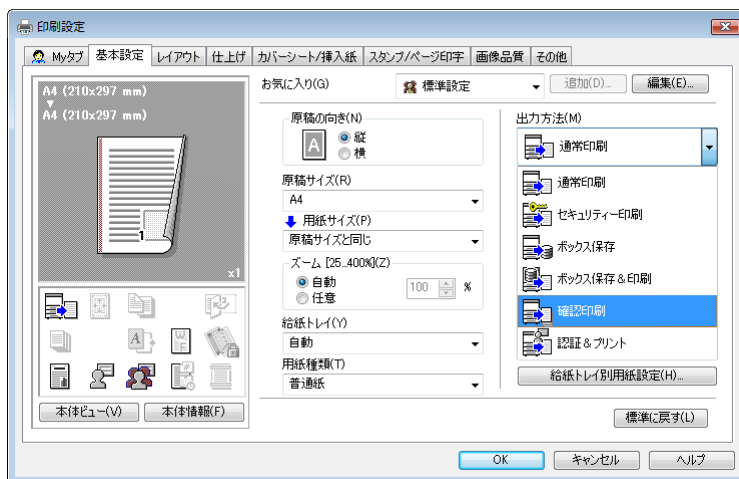 印刷設定
Myタブ 基本設定 レイアウト 仕上げ カバーシート/挿入紙 スタンプ/ページ印字 画像品質 その他
A4 (210x297 mm)
A4 (210x297 mm)
1
x1
本体ビュー(V) 本体情報(F)
お気に入り(G) 標準設定 追加(D)... 編集(E)...
原稿の向き(N)
A
縦
横
原稿サイズ(R)
A4
用紙サイズ(P)
原稿サイズと同じ
ズーム [25..400%](Z)
自動
任意
100 %
給紙トレイ(Y)
自動
用紙種類(T)
普通紙
出力方法(M)
通常印刷
通常印刷
セキュリティー印刷
ボックス保存
ボックス保存&印刷
確認印刷
認証&プリント
給紙トレイ別用紙設定(H)...
標準に戻す(L)
OK キャンセル ヘルプ